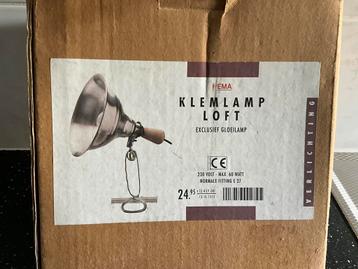 HEMA
KLEMLAMP
LOFT
EXCLUSIEF GLOEILAMP
CE
230 VOLT - MAX. 60 WATT
NORMALE FITTING E 27
24.95
VERLICHTING